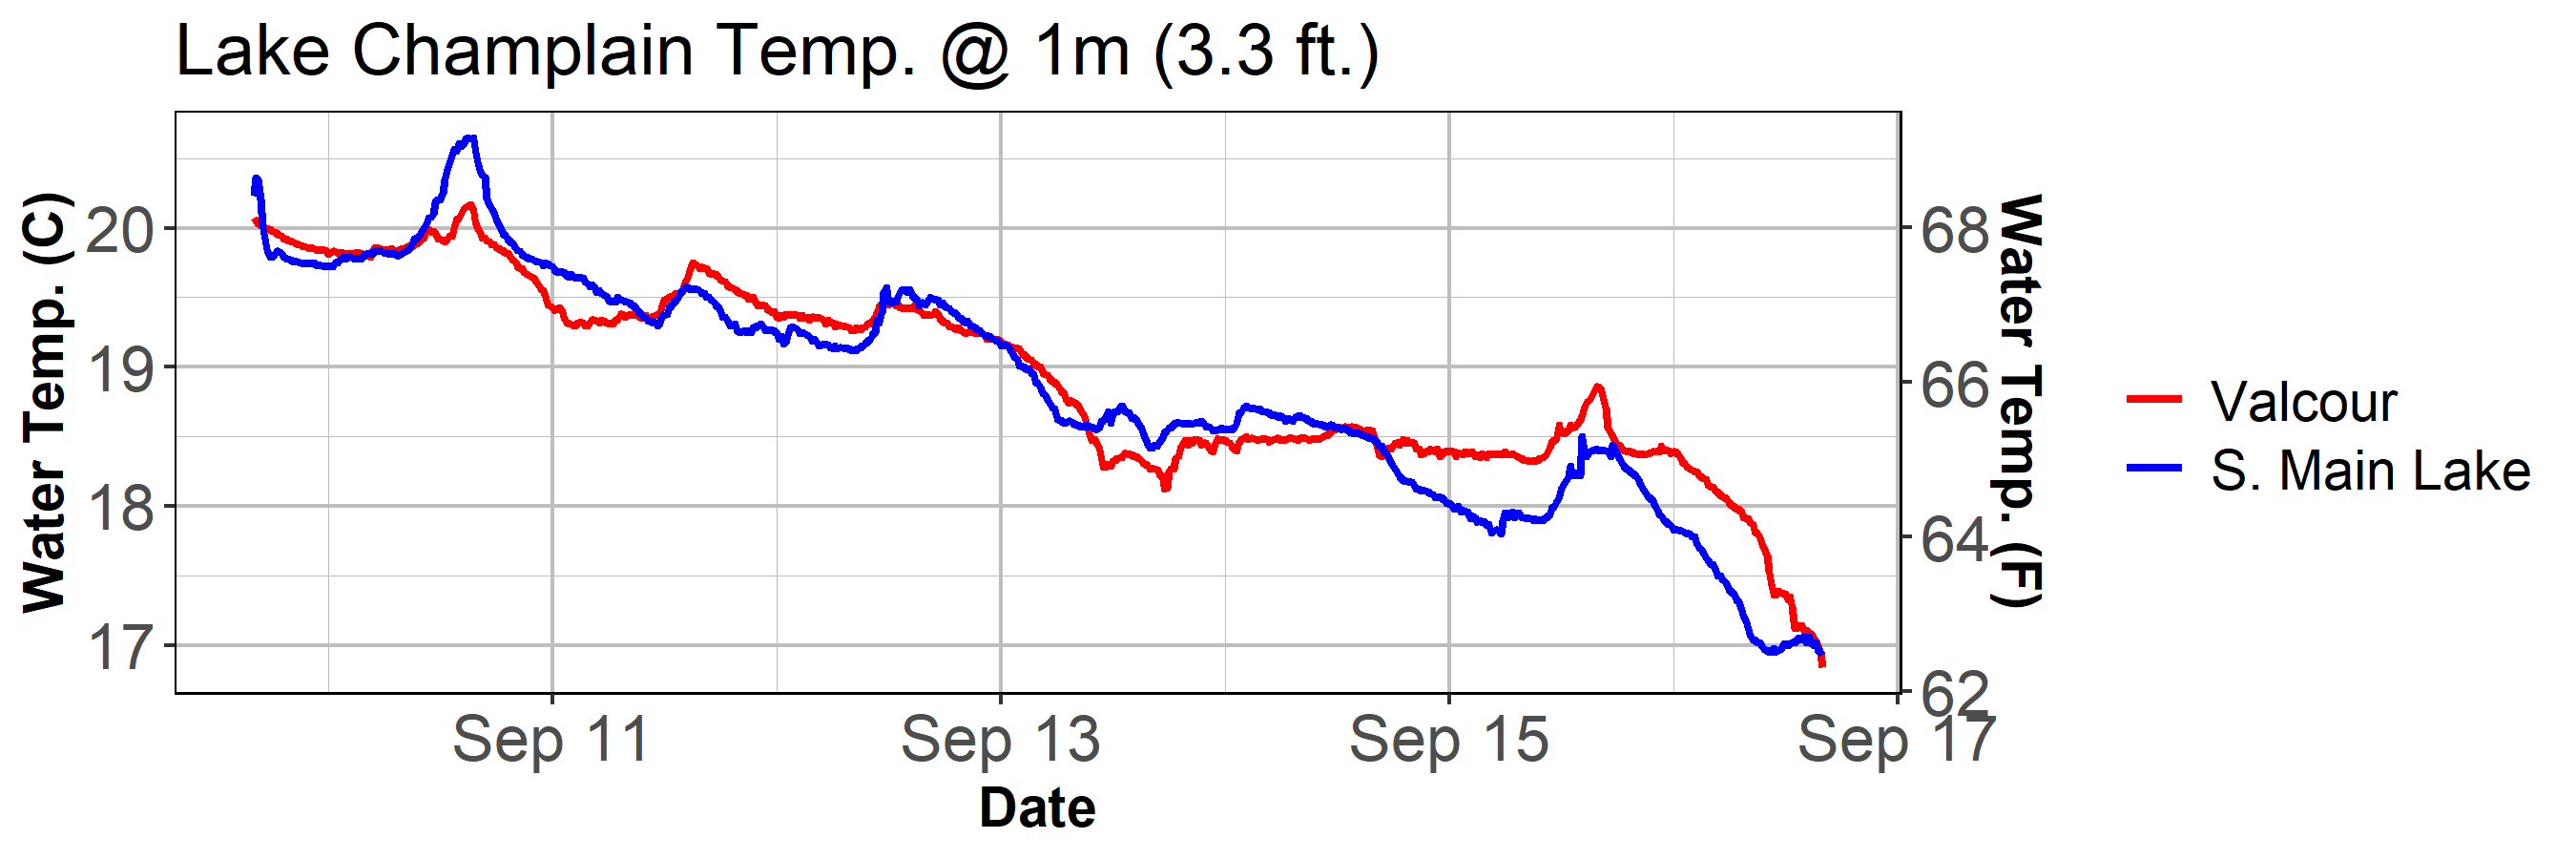 Lake Champlain Temp. @ 1m (3.3 ft.)
Water Temp. (C)
20
19
18
17
68
66
64
62
Water Temp. (F)
Sep 11
Sep 13
Sep 15
Sep 17
Date
Valcour
S. Main Lake